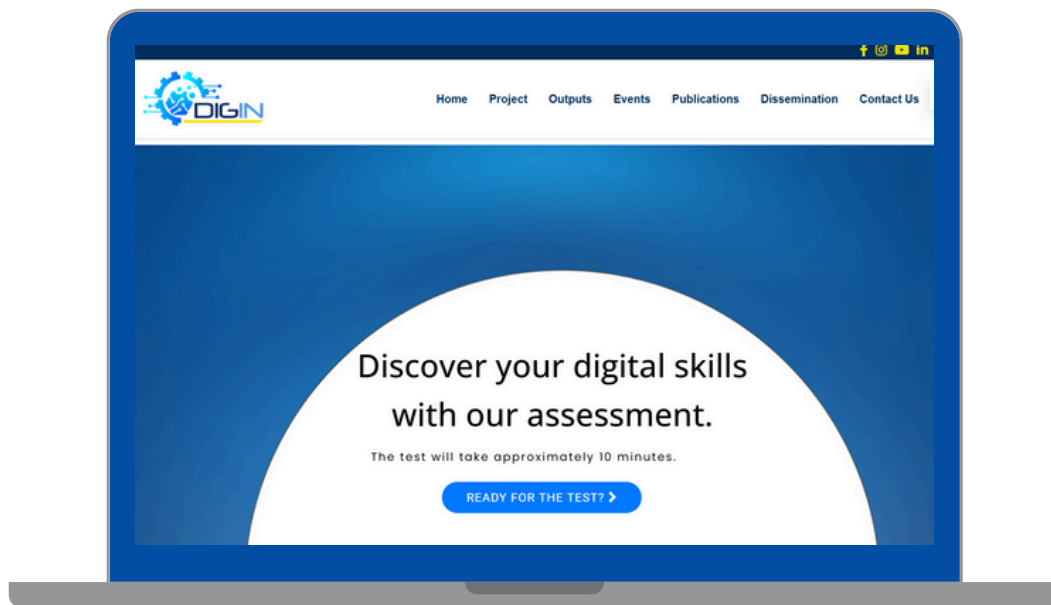 DIGIN
Home Project Outputs Events Publications Dissemination Contact Us
Discover your digital skills
with our assessment.
The test will take approximately 10 minutes.
READY FOR THE TEST?